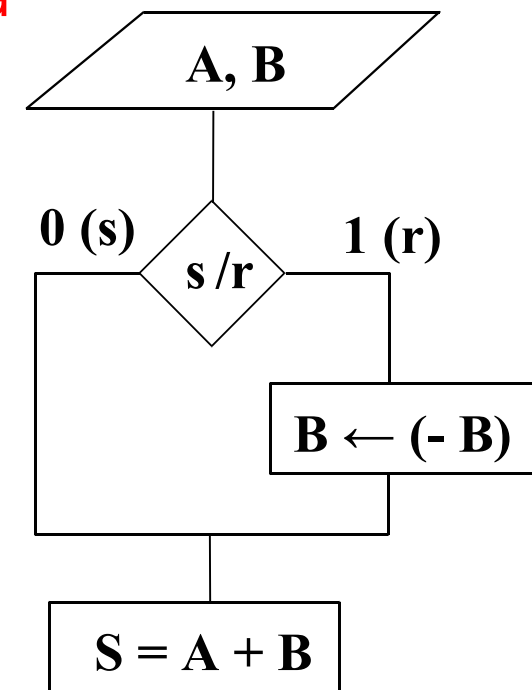 A, B
0 (s)
1 (r)
s /r
B ← (- B)
S = A + B